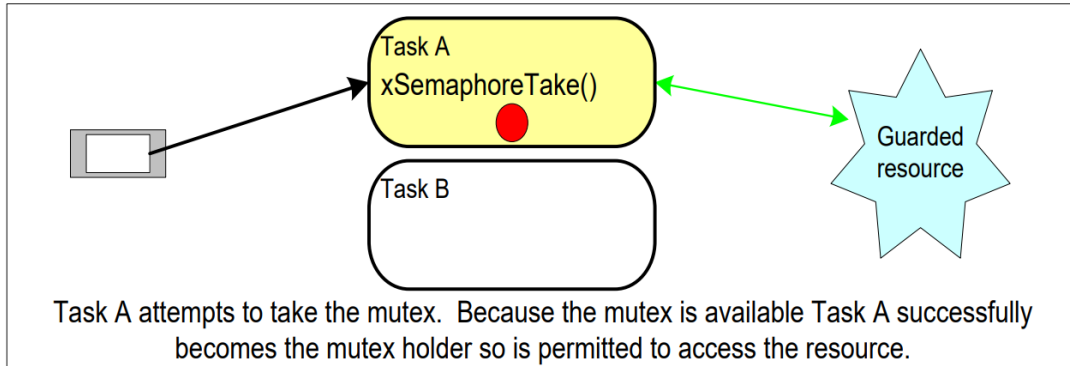 Task A
xSemaphoreTake()
Guarded
resource
Task B
Task A attempts to take the mutex.  Because the mutex is available Task A successfully
becomes the mutex holder so is permitted to access the resource.